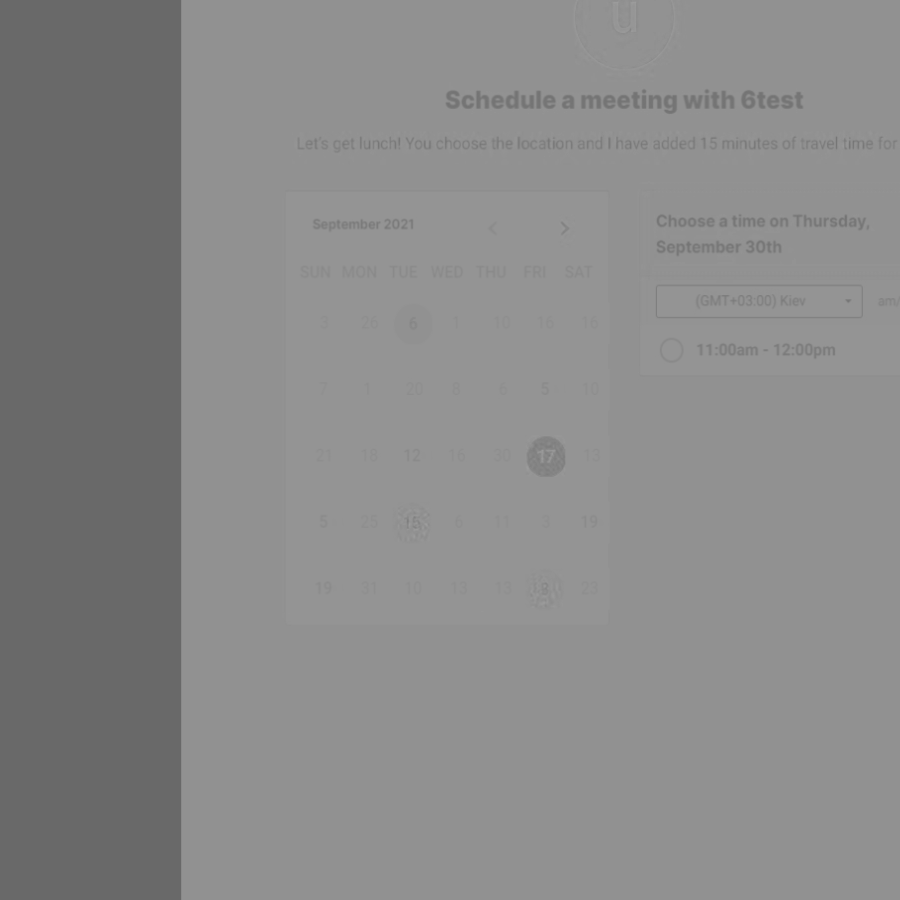 u
Schedule a meeting with 6test
Let's get lunch! You choose the location and I have added 15 minutes of travel time for
September 2021
SUN MON TUE WED THU FRI SAT
3 26 6 1 10 16 16
7 1 20 8 6 5 10
21 18 12 16 30 17 13
5 25 15 6 11 3 19
19 31 10 13 13 23
Choose a time on Thursday,
September 30th
(GMT+03:00) Kiev
11:00am - 12:00pm